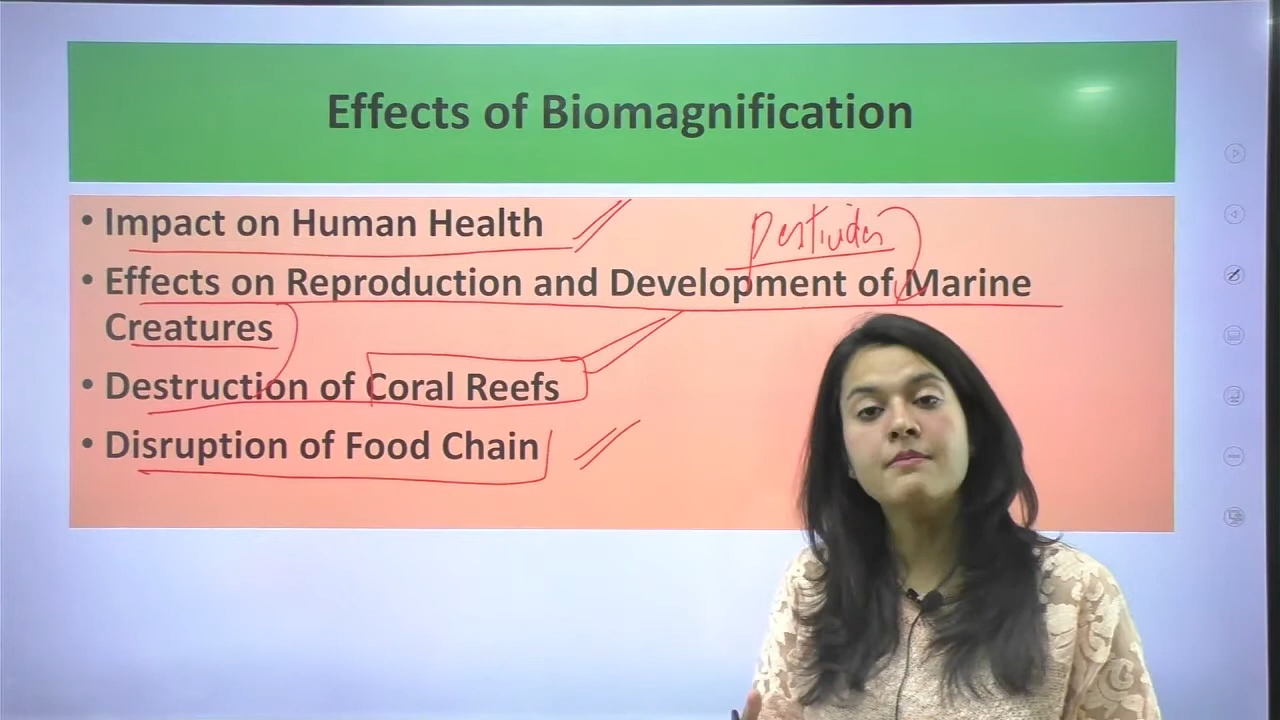 Effects of Biomagnification
• Impact on Human Health
Pesticides
• Effects on Reproduction and Development of Marine
Creatures
• Destruction of Coral Reefs
• Disruption of Food Chain